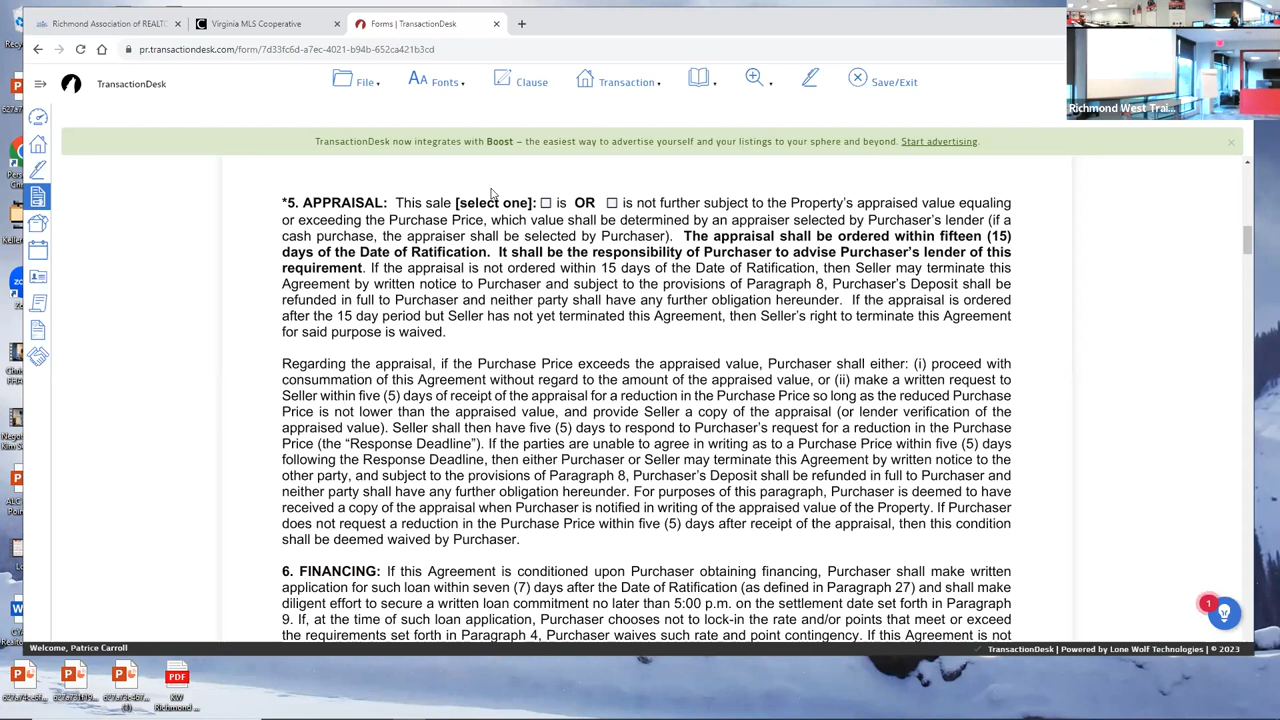 Richmond Association of REALT
Virginia MLS Cooperative
Forms | TransactionDesk
pr.transactiondesk.com/form/7d33fc6d-a7ec-4021-b94b-652ca421b3cd
TransactionDesk
File
AA Fonts
Clause
Transaction
Save/Exit
Richmond West Trai...
TransactionDesk now integrates with Boost – the easiest way to advertise yourself and your listings to your sphere and beyond. Start advertising.
*5. APPRAISAL: This sale [select one]: ☐ is OR ☐ is not further subject to the Property's appraised value equaling
or exceeding the Purchase Price, which value shall be determined by an appraiser selected by Purchaser's lender (if a
cash purchase, the appraiser shall be selected by Purchaser). The appraisal shall be ordered within fifteen (15)
days of the Date of Ratification. It shall be the responsibility of Purchaser to advise Purchaser's lender of this
requirement. If the appraisal is not ordered within 15 days of the Date of Ratification, then Seller may terminate this
Agreement by written notice to Purchaser and subject to the provisions of Paragraph 8, Purchaser's Deposit shall be
refunded in full to Purchaser and neither party shall have any further obligation hereunder. If the appraisal is ordered
after the 15 day period but Seller has not yet terminated this Agreement, then Seller's right to terminate this Agreement
for said purpose is waived.
Regarding the appraisal, if the Purchase Price exceeds the appraised value, Purchaser shall either: (i) proceed with
consummation of this Agreement without regard to the amount of the appraised value, or (ii) make a written request to
Seller within five (5) days of receipt of the appraisal for a reduction in the Purchase Price so long as the reduced Purchase
Price is not lower than the appraised value, and provide Seller a copy of the appraisal (or lender verification of the
appraised value). Seller shall then have five (5) days to respond to Purchaser's request for a reduction in the Purchase
Price (the “Response Deadline”). If the parties are unable to agree in writing as to a Purchase Price within five (5) days
following the Response Deadline, then either Purchaser or Seller may terminate this Agreement by written notice to the
other party, and subject to the provisions of Paragraph 8, Purchaser's Deposit shall be refunded in full to Purchaser and
neither party shall have any further obligation hereunder. For purposes of this paragraph, Purchaser is deemed to have
received a copy of the appraisal when Purchaser is notified in writing of the appraised value of the Property. If Purchaser
does not request a reduction in the Purchase Price within five (5) days after receipt of the appraisal, then this condition
shall be deemed waived by Purchaser.
6. FINANCING: If this Agreement is conditioned upon Purchaser obtaining financing, Purchaser shall make written
application for such loan within seven (7) days after the Date of Ratification (as defined in Paragraph 27) and shall make
diligent effort to secure a written loan commitment no later than 5:00 p.m. on the settlement date set forth in Paragraph
9. If, at the time of such loan application, Purchaser chooses not to lock-in the rate and/or points that meet or exceed
the requirements set forth in Paragraph 4, Purchaser waives such rate and point contingency. If this Agreement is not
1
Welcome, Patrice Carroll
TransactionDesk | Powered by Lone Wolf Technologies | © 2023
KW
Richmond ...